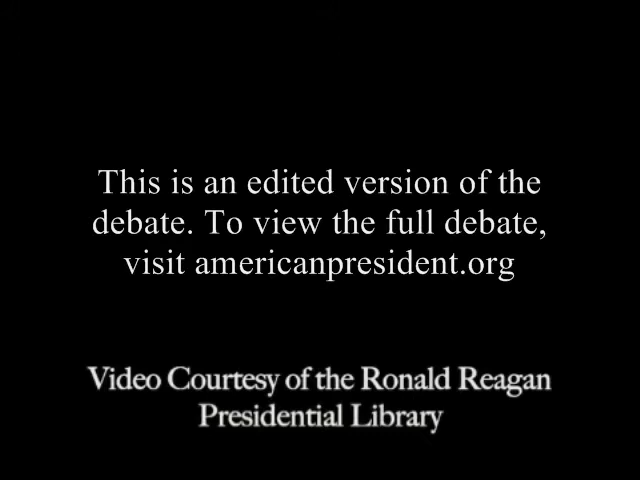 This is an edited version of the
debate. To view the full debate,
visit americanpresident.org
Video Courtesy of the Ronald Reagan
Presidential Library